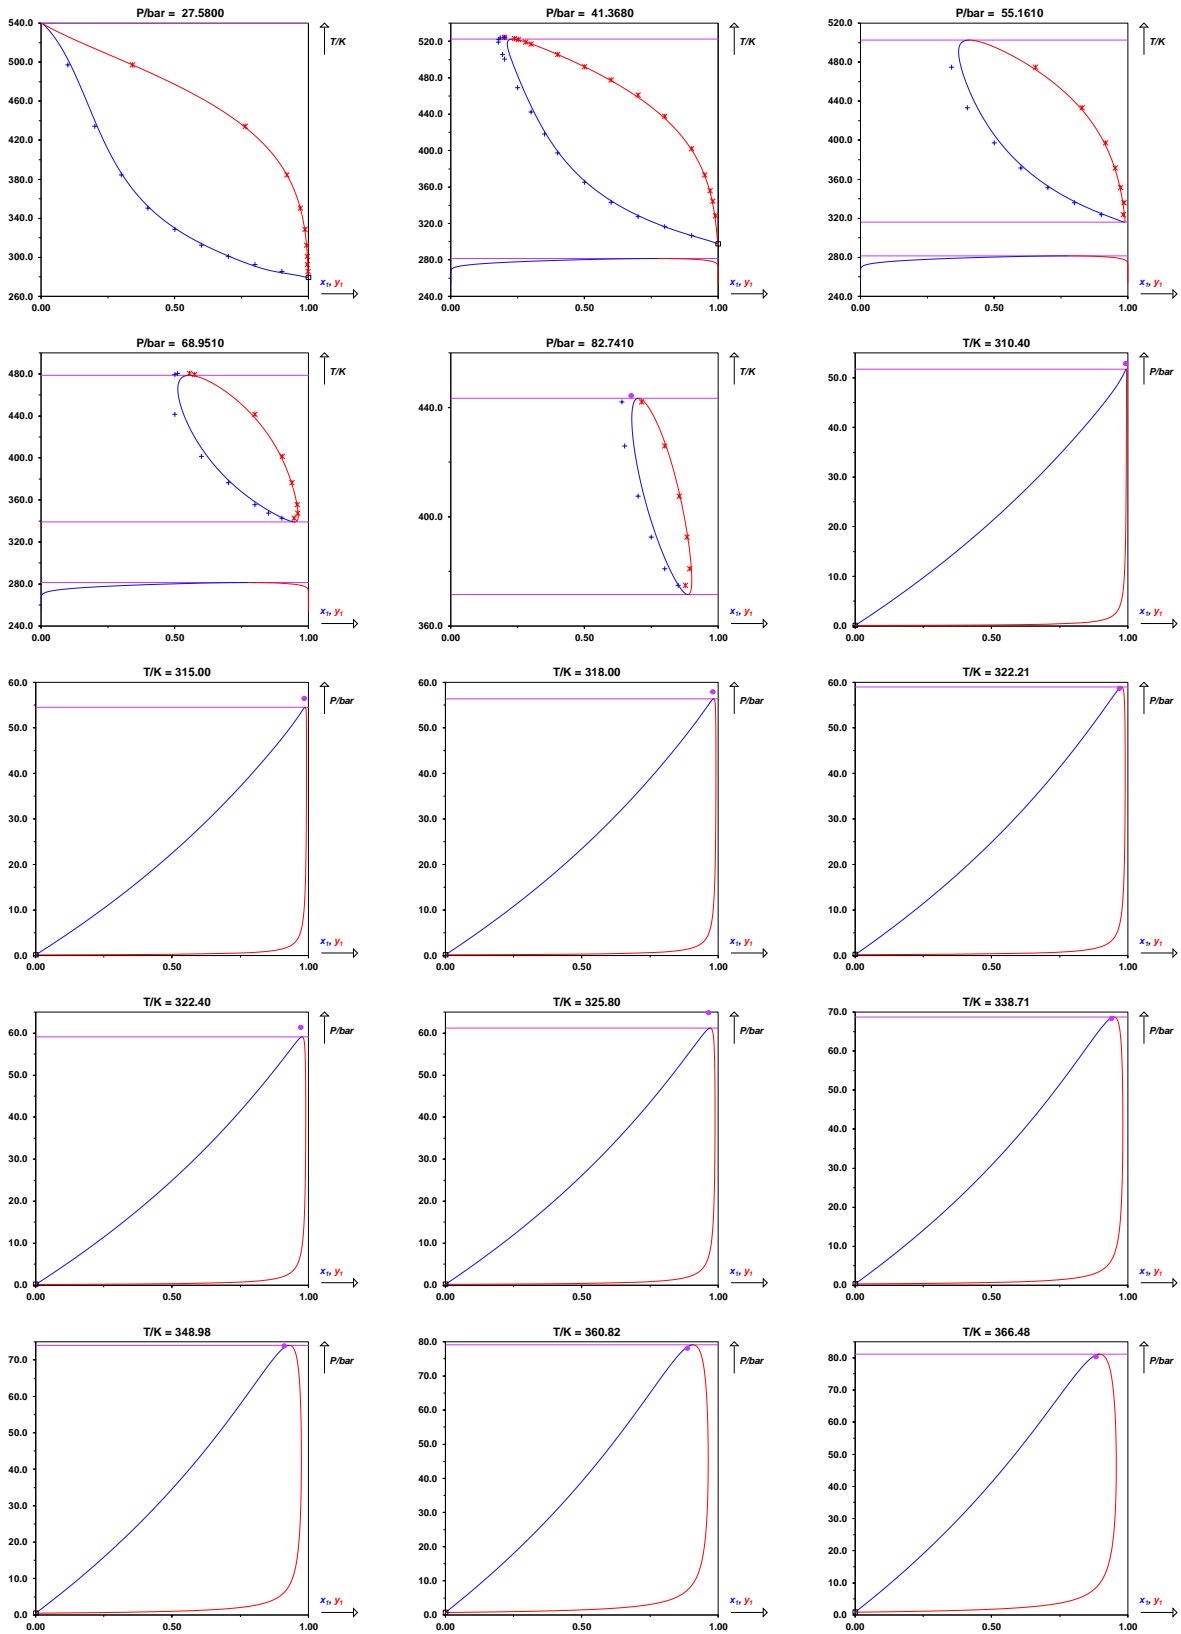 P/bar = 27.5800
540.0
T/K
500.0
460.0
420.0
380.0
340.0
300.0
x₁, y₁
260.0
0.00 0.50 1.00
P/bar = 41.3680
520.0
T/K
480.0
440.0
400.0
360.0
320.0
280.0
x₁, y₁
240.0
0.00 0.50 1.00
P/bar = 55.1610
520.0
T/K
480.0
440.0
400.0
360.0
320.0
280.0
x₁, y₁
240.0
0.00 0.50 1.00
P/bar = 68.9510
480.0
T/K
440.0
400.0
360.0
320.0
280.0
x₁, y₁
240.0
0.00 0.50 1.00
P/bar = 82.7410
T/K
440.0
400.0
x₁, y₁
360.0
0.00 0.50 1.00
T/K = 310.40
50.0
P/bar
40.0
30.0
20.0
10.0
x₁, y₁
0.0
0.00 0.50 1.00
T/K = 315.00
60.0
P/bar
50.0
40.0
30.0
20.0
10.0
x₁, y₁
0.0
0.00 0.50 1.00
T/K = 318.00
60.0
P/bar
50.0
40.0
30.0
20.0
10.0
x₁, y₁
0.0
0.00 0.50 1.00
T/K = 322.21
60.0
P/bar
50.0
40.0
30.0
20.0
10.0
x₁, y₁
0.0
0.00 0.50 1.00
T/K = 322.40
60.0
P/bar
50.0
40.0
30.0
20.0
10.0
x₁, y₁
0.0
0.00 0.50 1.00
T/K = 325.80
60.0
P/bar
50.0
40.0
30.0
20.0
10.0
x₁, y₁
0.0
0.00 0.50 1.00
T/K = 338.71
70.0
P/bar
60.0
50.0
40.0
30.0
20.0
10.0
x₁, y₁
0.0
0.00 0.50 1.00
T/K = 348.98
70.0
P/bar
60.0
50.0
40.0
30.0
20.0
10.0
x₁, y₁
0.0
0.00 0.50 1.00
T/K = 360.82
80.0
P/bar
70.0
60.0
50.0
40.0
30.0
20.0
10.0
x₁, y₁
0.0
0.00 0.50 1.00
T/K = 366.48
80.0
P/bar
70.0
60.0
50.0
40.0
30.0
20.0
10.0
x₁, y₁
0.0
0.00 0.50 1.00